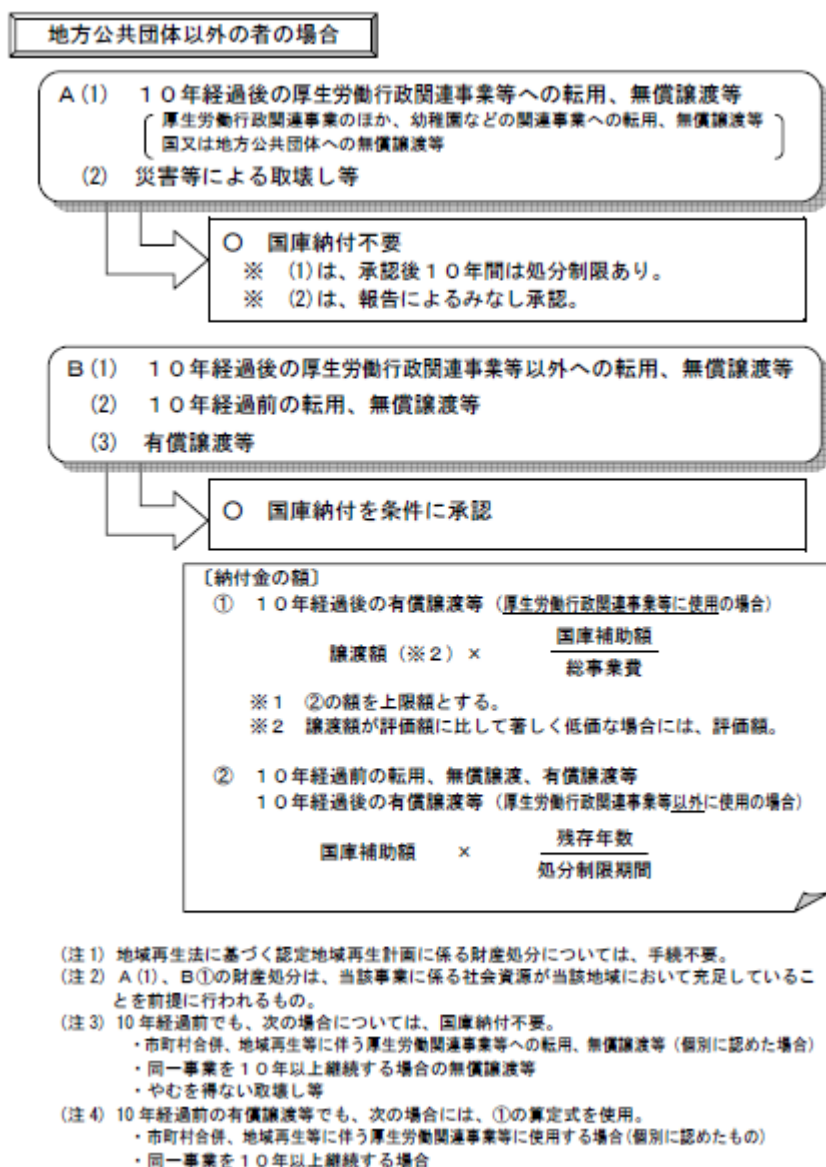 地方公共団体以外の者の場合
A(1) 10年経過後の厚生労働行政関連事業等への転用、無償譲渡等
厚生労働行政関連事業のほか、幼稚園などの関連事業への転用、無償譲渡等
国又は地方公共団体への無償譲渡等
(2) 災害等による取壊し等
○ 国庫納付不要
※ (1)は、承認後10年間は処分制限あり。
※ (2)は、報告によるみなし承認。
B(1) 10年経過後の厚生労働行政関連事業等以外への転用、無償譲渡等
(2) 10年経過前の転用、無償譲渡等
(3) 有償譲渡等
○ 国庫納付を条件に承認
〔納付金の額〕
① 10年経過後の有償譲渡等(厚生労働行政関連事業等に使用の場合)
譲渡額(※2)× 国庫補助額
総事業費
※1 ②の額を上限額とする。
※2 譲渡額が評価額に比して著しく低価な場合には、評価額。
② 10年経過前の転用、無償譲渡、有償譲渡等
10年経過後の有償譲渡等(厚生労働行政関連事業等以外に使用の場合)
国庫補助額 × 残存年数
処分制限期間
(注1) 地域再生法に基づく認定地域再生計画に係る財産処分については、手続不要。
(注2) A(1)、B①の財産処分は、当該事業に係る社会資源が当該地域において充足しているこ
とを前提に行われるもの。
(注3) 10年経過前でも、次の場合については、国庫納付不要。
・市町村合併、地域再生等に伴う厚生労働関連事業等への転用、無償譲渡等(個別に認めた場合)
・同一事業を10年以上継続する場合の無償譲渡等
・やむを得ない取壊し等
(注4) 10年経過前の有償譲渡等でも、次の場合には、①の算定式を使用。
・市町村合併、地域再生等に伴う厚生労働関連事業等に使用する場合(個別に認めたもの)
・同一事業を10年以上継続する場合